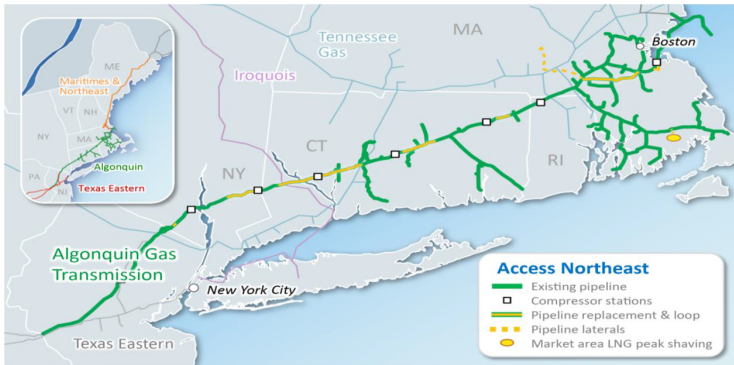 ME
Maritimes &
Northeast
VT
NH
NY
MA
Algonquin
PA
NJ
Texas Eastern
Tennessee
Gas
MA
Boston
Iroquois
CT
NY
RI
Algonquin Gas
Transmission
New York City
Texas Eastern
Access Northeast
Existing pipeline
Compressor stations
Pipeline replacement & loop
Pipeline laterals
Market area LNG peak shaving